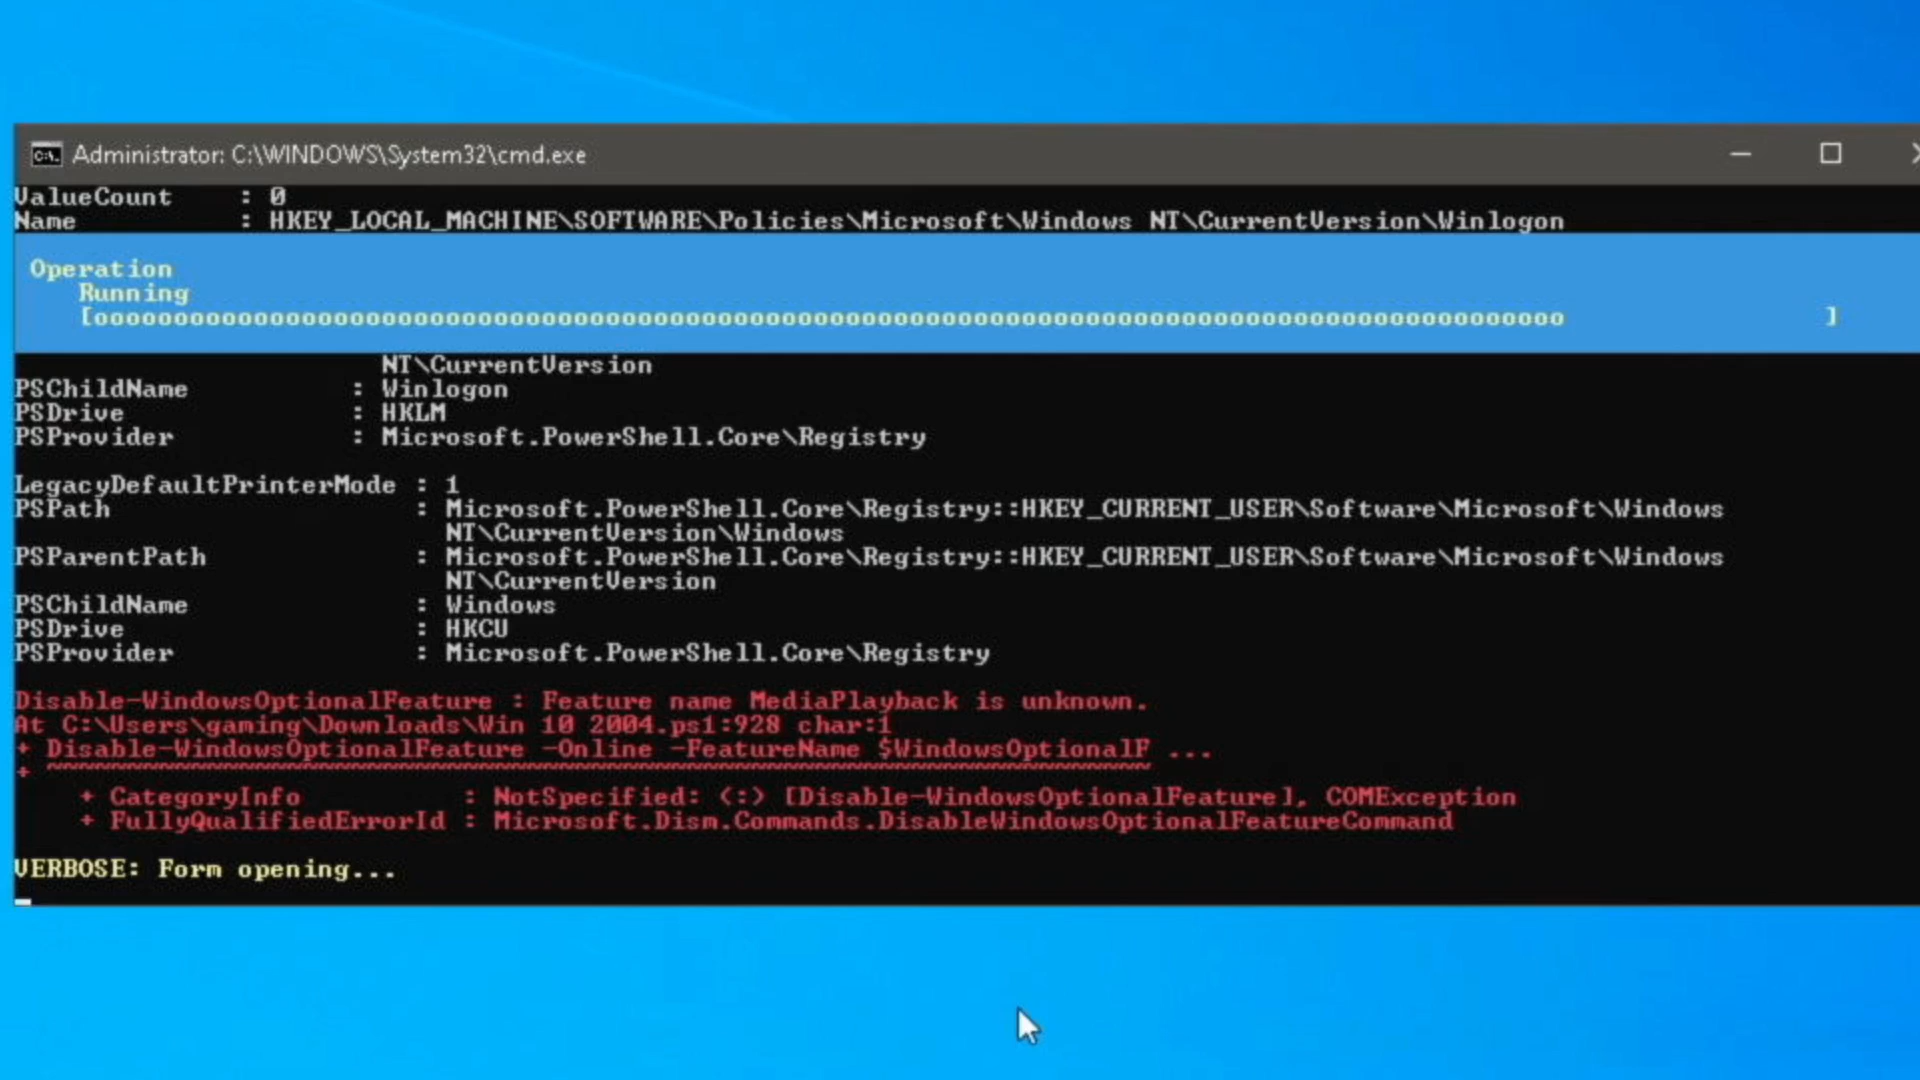 Administrator: C:\WINDOWS\System32\cmd.exe
ValueCount : 0
Name : HKEY_LOCAL_MACHINE\SOFTWARE\Policies\Microsoft\Windows NT\CurrentVersion\Winlogon
Operation
Running
[oooooooooooooooooooooooooooooooooooooooooooooooooooooooooooooooooooooooooooooooooooooooooooo ]
NT\CurrentVersion
PSChildName : Winlogon
PSDrive : HKLM
PSProvider : Microsoft.PowerShell.Core\Registry
LegacyDefaultPrinterMode : 1
PSPath : Microsoft.PowerShell.Core\Registry::HKEY_CURRENT_USER\Software\Microsoft\Windows
NT\CurrentVersion\Windows
PSParentPath : Microsoft.PowerShell.Core\Registry::HKEY_CURRENT_USER\Software\Microsoft\Windows
NT\CurrentVersion
PSChildName : Windows
PSDrive : HKCU
PSProvider : Microsoft.PowerShell.Core\Registry
Disable-WindowsOptionalFeature : Feature name MediaPlayback is unknown.
At C:\Users\gaming\Downloads\Win 10 2004.ps1:928 char:1
+ Disable-WindowsOptionalFeature -Online -FeatureName $WindowsOptionalF ...
+ ~~~~~~~~~~~~~~~~~~~~~~~~~~~~~~~~~~~~~~~~~~~~~~~~~~~~~~~~~~~~~~~~~~~~~
+ CategoryInfo : NotSpecified: (:) [Disable-WindowsOptionalFeature], COMException
+ FullyQualifiedErrorId : Microsoft.Dism.Commands.DisableWindowsOptionalFeatureCommand
VERBOSE: Form opening...